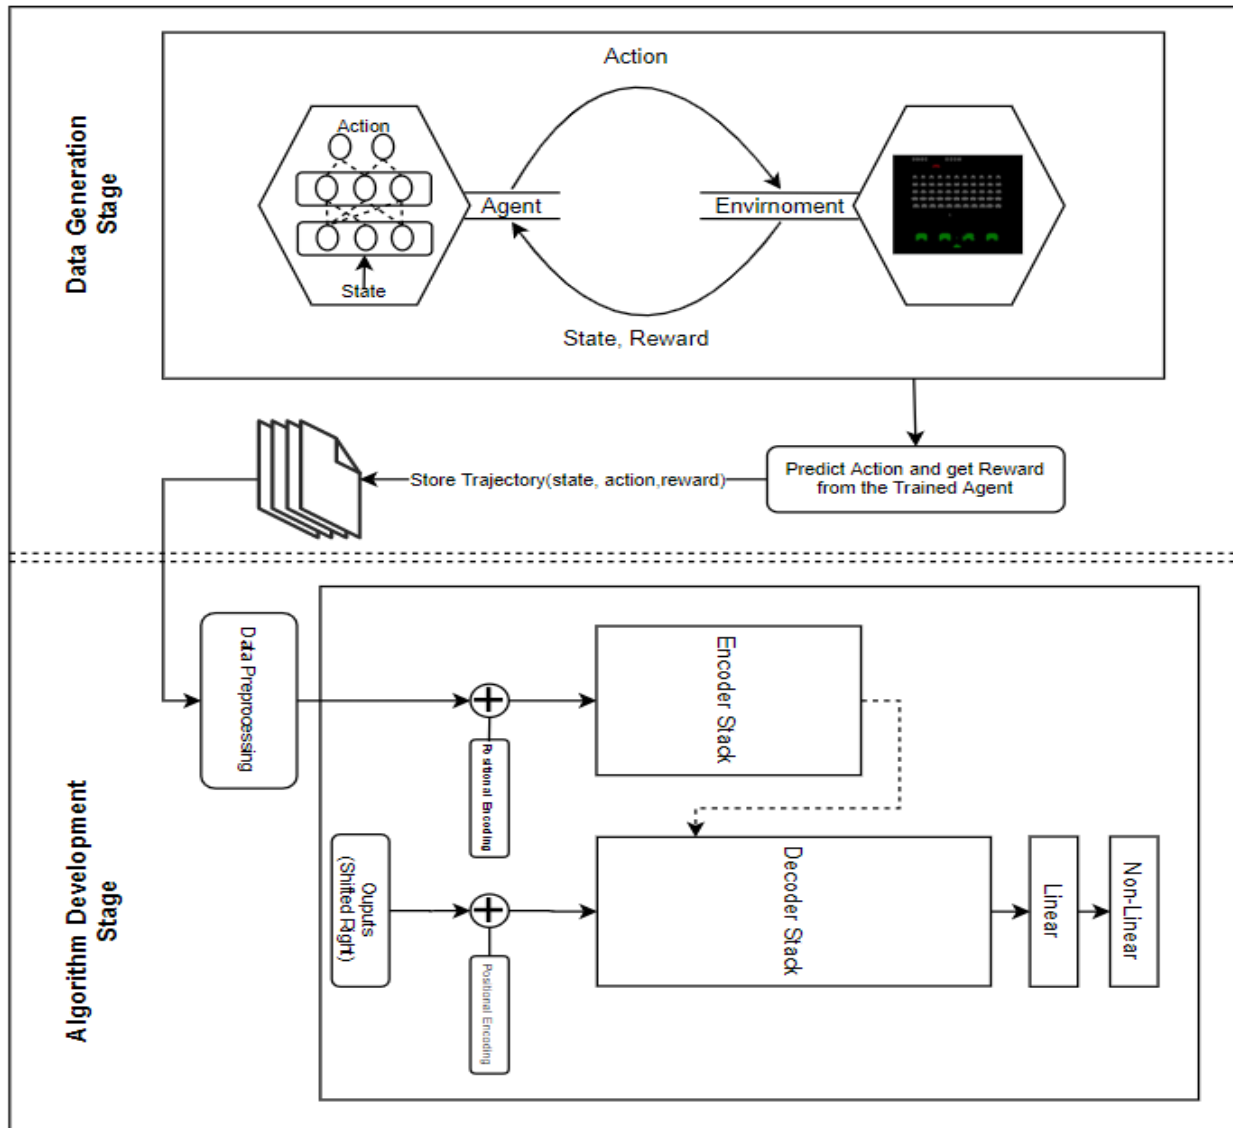 Data Generation
Stage
Action
Action
State
Agent
Envirnoment
State, Reward
Predict Action and get Reward
from the Trained Agent
Store Trajectory(state, action,reward)
Algorithm Development
Stage
Data Preprocessing
Positional Encoding
Encoder Stack
Ouputs
(Shifted Right)
Positional Encoding
Decoder Stack
Linear
Non-Linear